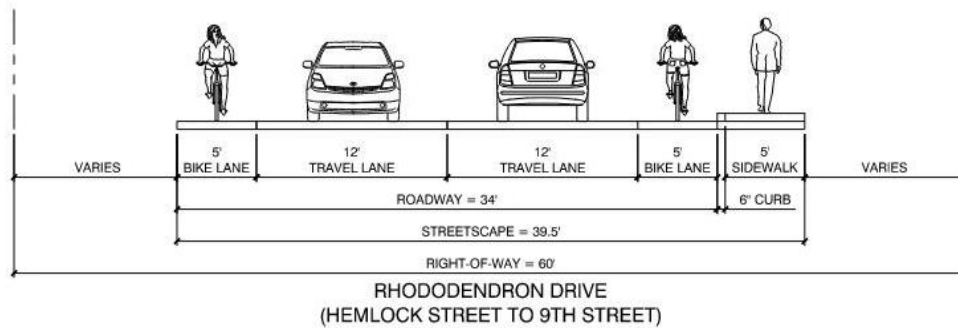 5'
BIKE LANE
12'
TRAVEL LANE
12'
TRAVEL LANE
5'
BIKE LANE
5'
SIDEWALK
VARIES
VARIES
ROADWAY = 34'
6" CURB
STREETSCAPE = 39.5'
RIGHT-OF-WAY = 60'
RHODODENDRON DRIVE
(HEMLOCK STREET TO 9TH STREET)